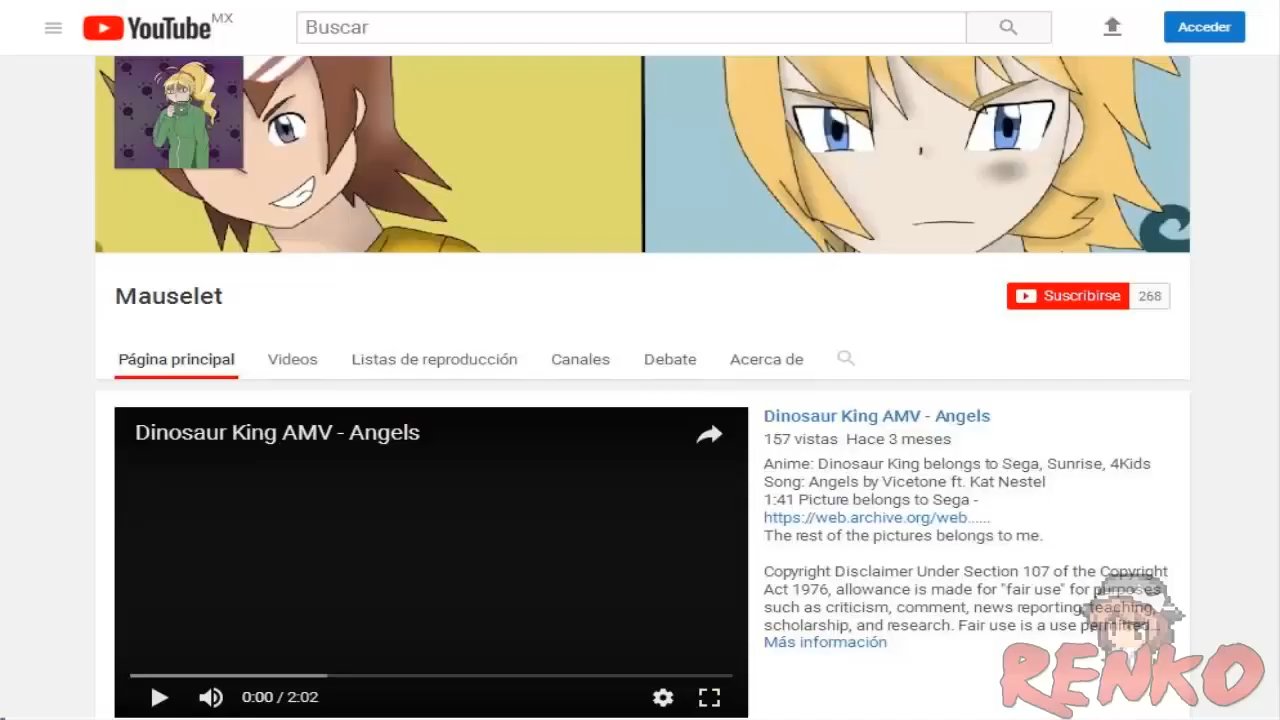 YouTube MX
Buscar
Acceder
Mauselet
Suscribirse 268
Página principal Videos Listas de reproducción Canales Debate Acerca de
Dinosaur King AMV - Angels
0:00 / 2:02
Dinosaur King AMV - Angels
157 vistas Hace 3 meses
Anime: Dinosaur King belongs to Sega, Sunrise, 4Kids
Song: Angels by Vicetone ft. Kat Nestel
1:41 Picture belongs to Sega -
https://web.archive.org/web......
The rest of the pictures belongs to me.
Copyright Disclaimer Under Section 107 of the Copyright
Act 1976, allowance is made for "fair use" for purposes
such as criticism, comment, news reporting, teaching,
scholarship, and research. Fair use is a use permitted...
Más información
RENKO